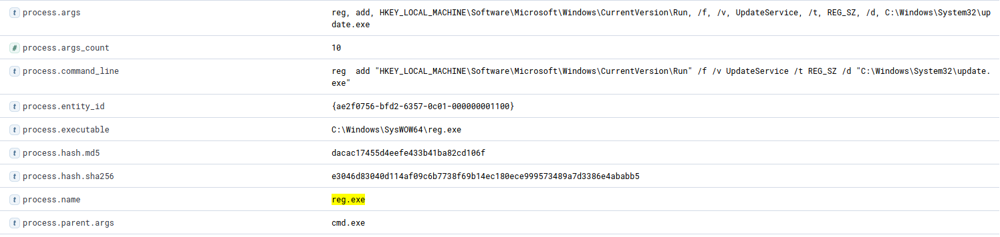 t process.args reg, add, HKEY_LOCAL_MACHINE\Software\Microsoft\Windows\CurrentVersion\Run, /f, /v, UpdateService, /t, REG_SZ, /d, C:\Windows\System32\up
date.exe
# process.args_count 10
t process.command_line reg  add "HKEY_LOCAL_MACHINE\Software\Microsoft\Windows\CurrentVersion\Run" /f /v UpdateService /t REG_SZ /d "C:\Windows\System32\update.
exe"
t process.entity_id {ae2f0756-bfd2-6357-0c01-000000001100}
t process.executable C:\Windows\SysWOW64\reg.exe
t process.hash.md5 dacac17455d4eefe433b41ba82cd106f
t process.hash.sha256 e3046d83040d114af09c6b7738f69b14ec180ece999573489a7d3386e4ababb5
t process.name reg.exe
t process.parent.args cmd.exe